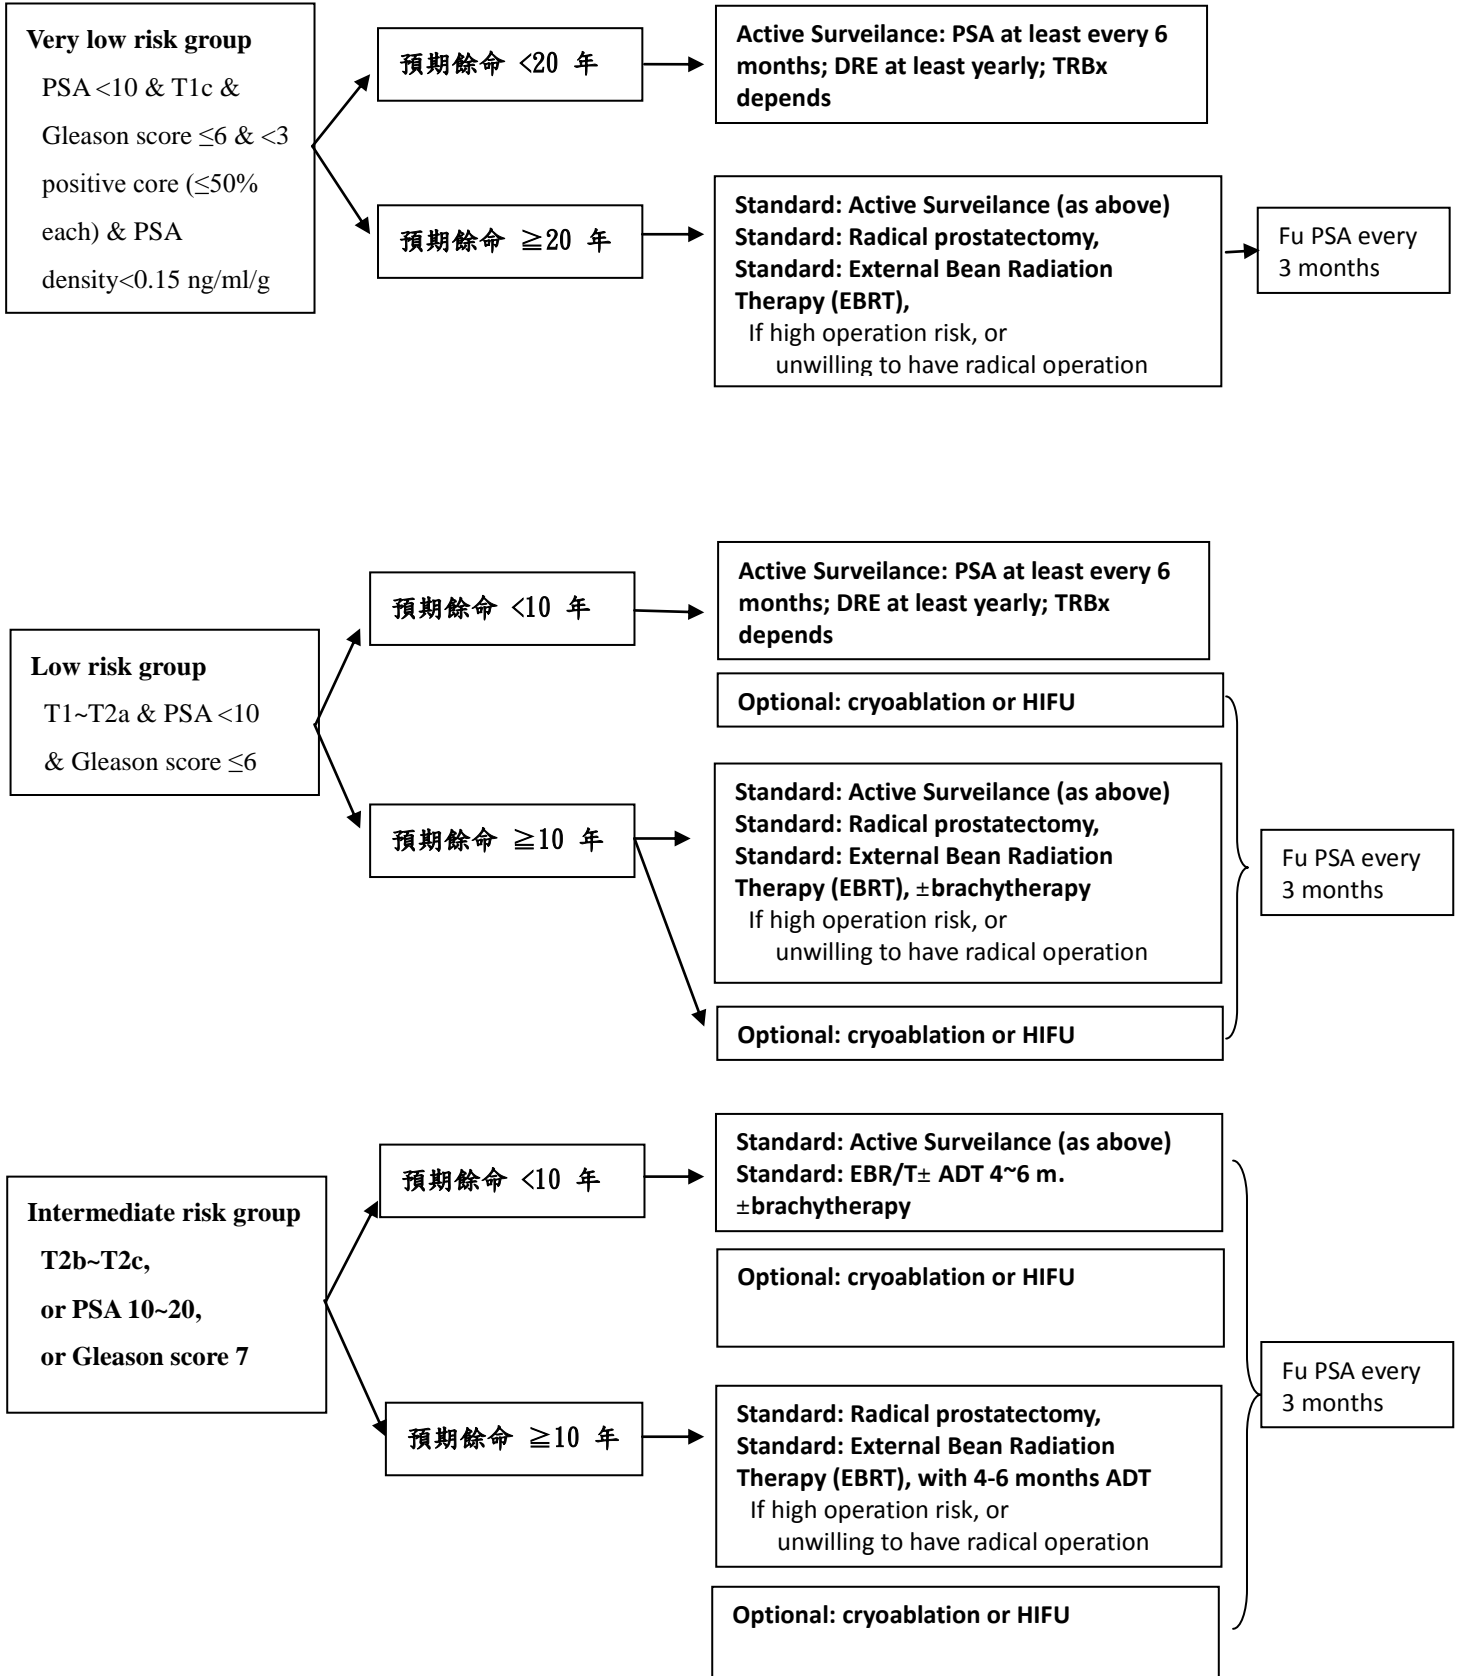 Very low risk group
PSA <10 & T1c &
Gleason score ≤6 & <3
positive core (≤50%
each) & PSA
density<0.15 ng/ml/g
預期餘命 <20 年
Active Surveilance: PSA at least every 6
months; DRE at least yearly; TRBx
depends
預期餘命 ≧20 年
Standard: Active Surveilance (as above)
Standard: Radical prostatectomy,
Standard: External Bean Radiation
Therapy (EBRT),
If high operation risk, or
unwilling to have radical operation
Fu PSA every
3 months
Low risk group
T1~T2a & PSA <10
& Gleason score ≤6
預期餘命 <10 年
Active Surveilance: PSA at least every 6
months; DRE at least yearly; TRBx
depends
Optional: cryoablation or HIFU
預期餘命 ≧10 年
Standard: Active Surveilance (as above)
Standard: Radical prostatectomy,
Standard: External Bean Radiation
Therapy (EBRT), ±brachytherapy
If high operation risk, or
unwilling to have radical operation
Optional: cryoablation or HIFU
Fu PSA every
3 months
Intermediate risk group
T2b~T2c,
or PSA 10~20,
or Gleason score 7
預期餘命 <10 年
Standard: Active Surveilance (as above)
Standard: EBR/T± ADT 4~6 m.
±brachytherapy
Optional: cryoablation or HIFU
預期餘命 ≧10 年
Standard: Radical prostatectomy,
Standard: External Bean Radiation
Therapy (EBRT), with 4-6 months ADT
If high operation risk, or
unwilling to have radical operation
Optional: cryoablation or HIFU
Fu PSA every
3 months